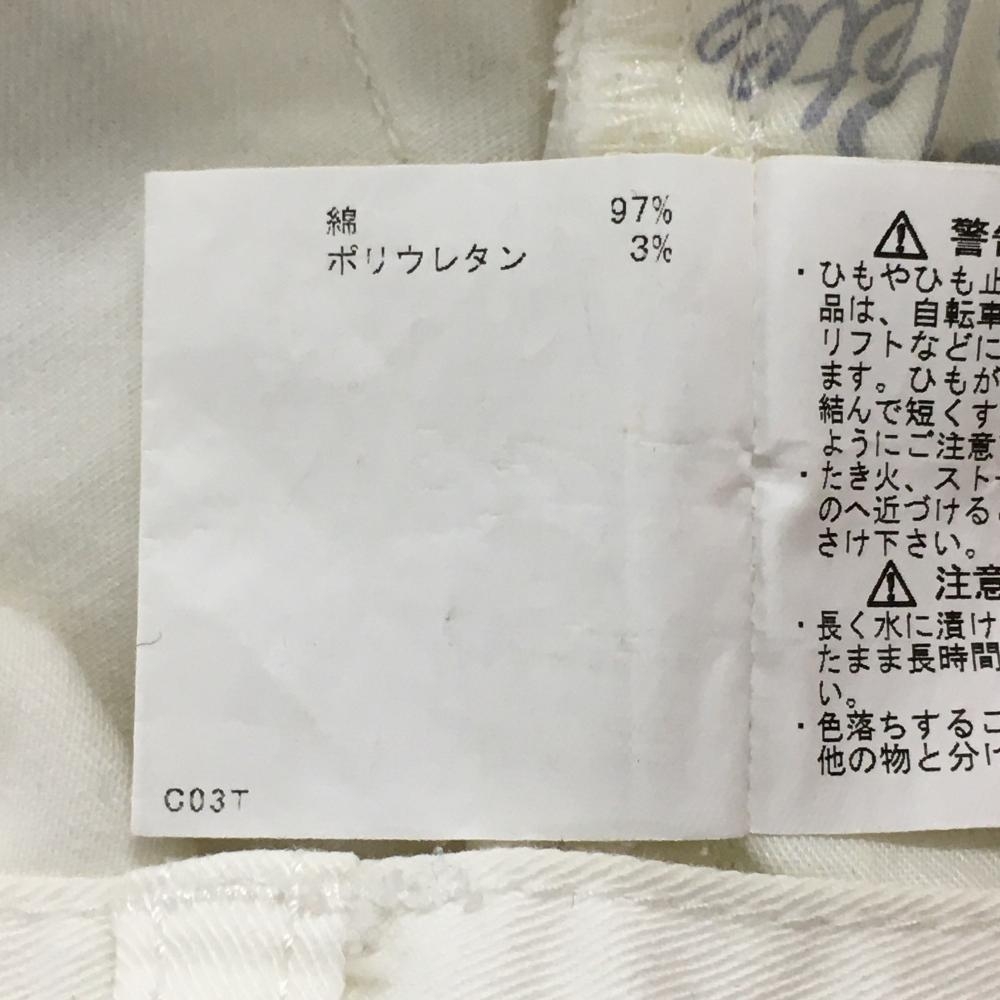 綿 97%
ポリウレタン 3%
C03T
警告
・ひもやひも止
品は、自転車
リフトなどに
ます。ひもが
結んで短くす
ようにご注意
・たき火、ストー
のへ近づける
さけ下さい。
注意
・長く水に漬け
たまま長時間
い。
・色落ちするこ
他の物と分け